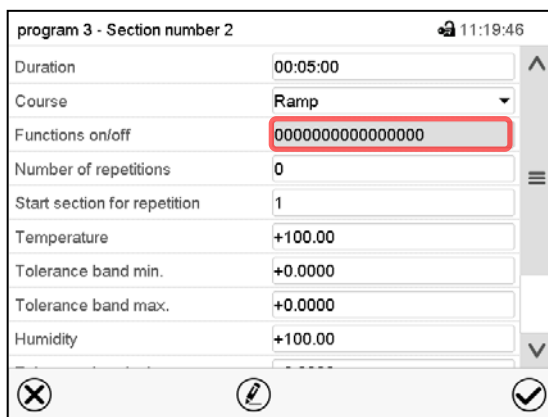 program 3 - Section number 2 11:19:46
Duration 00:05:00
Course Ramp
Functions on/off 0000000000000000
Number of repetitions 0
Start section for repetition 1
Temperature +100.00
Tolerance band min. +0.0000
Tolerance band max. +0.0000
Humidity +100.00